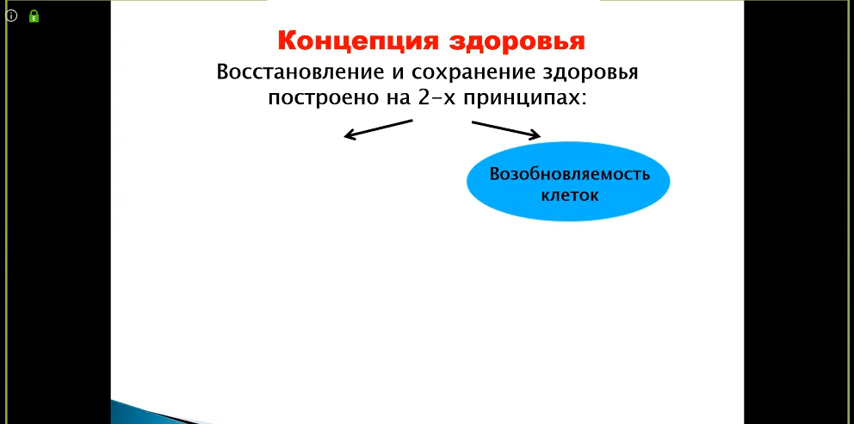 Концепция здоровья
Восстановление и сохранение здоровья
построено на 2-х принципах:
Возобновляемость
клеток